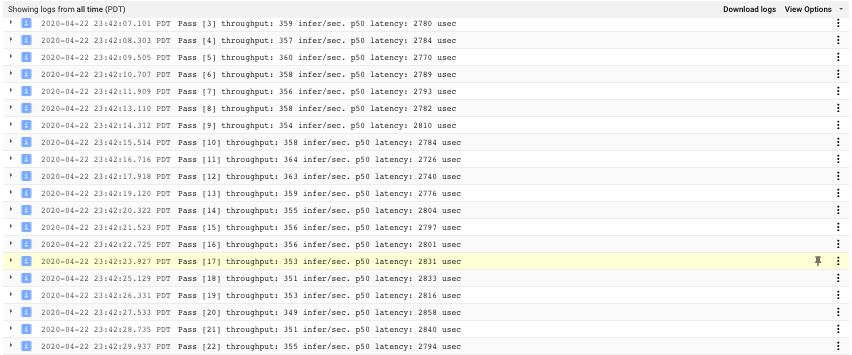 Showing logs from all time (PDT) Download logs View Options
i 2020-04-22 23:42:07.101 PDT Pass [3] throughput: 359 infer/sec. p50 latency: 2780 usec
i 2020-04-22 23:42:08.303 PDT Pass [4] throughput: 357 infer/sec. p50 latency: 2784 usec
i 2020-04-22 23:42:09.505 PDT Pass [5] throughput: 360 infer/sec. p50 latency: 2770 usec
i 2020-04-22 23:42:10.707 PDT Pass [6] throughput: 358 infer/sec. p50 latency: 2789 usec
i 2020-04-22 23:42:11.909 PDT Pass [7] throughput: 356 infer/sec. p50 latency: 2793 usec
i 2020-04-22 23:42:13.110 PDT Pass [8] throughput: 358 infer/sec. p50 latency: 2782 usec
i 2020-04-22 23:42:14.312 PDT Pass [9] throughput: 354 infer/sec. p50 latency: 2810 usec
i 2020-04-22 23:42:15.514 PDT Pass [10] throughput: 358 infer/sec. p50 latency: 2784 usec
i 2020-04-22 23:42:16.716 PDT Pass [11] throughput: 364 infer/sec. p50 latency: 2726 usec
i 2020-04-22 23:42:17.918 PDT Pass [12] throughput: 363 infer/sec. p50 latency: 2740 usec
i 2020-04-22 23:42:19.120 PDT Pass [13] throughput: 359 infer/sec. p50 latency: 2776 usec
i 2020-04-22 23:42:20.322 PDT Pass [14] throughput: 355 infer/sec. p50 latency: 2804 usec
i 2020-04-22 23:42:21.523 PDT Pass [15] throughput: 356 infer/sec. p50 latency: 2797 usec
i 2020-04-22 23:42:22.725 PDT Pass [16] throughput: 356 infer/sec. p50 latency: 2801 usec
i 2020-04-22 23:42:23.927 PDT Pass [17] throughput: 353 infer/sec. p50 latency: 2831 usec
i 2020-04-22 23:42:25.129 PDT Pass [18] throughput: 351 infer/sec. p50 latency: 2833 usec
i 2020-04-22 23:42:26.331 PDT Pass [19] throughput: 353 infer/sec. p50 latency: 2816 usec
i 2020-04-22 23:42:27.533 PDT Pass [20] throughput: 349 infer/sec. p50 latency: 2858 usec
i 2020-04-22 23:42:28.735 PDT Pass [21] throughput: 351 infer/sec. p50 latency: 2840 usec
i 2020-04-22 23:42:29.937 PDT Pass [22] throughput: 355 infer/sec. p50 latency: 2794 usec